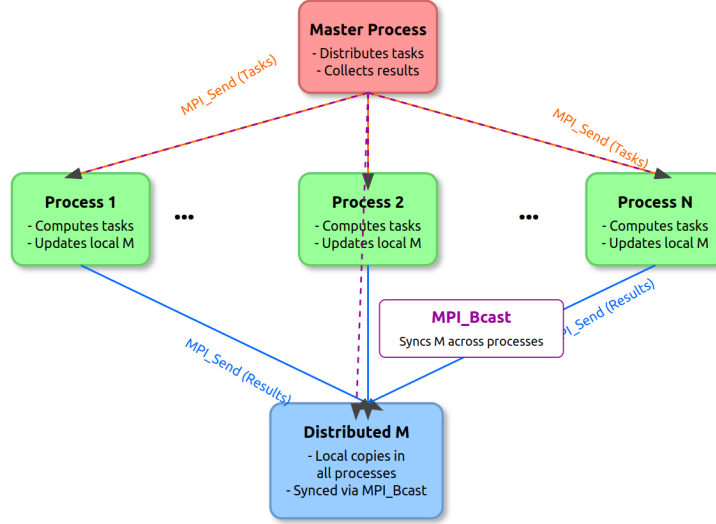 Master Process
- Distributes tasks
- Collects results
MPI_Send (Tasks)
MPI_Send (Tasks)
Process 1
- Computes tasks
- Updates local M
...
Process 2
- Computes tasks
- Updates local M
...
Process N
- Computes tasks
- Updates local M
MPI_Bcast
Syncs M across processes
MPI_Send (Results)
PI_Send (Results)
Distributed M
- Local copies in
all processes
- Synced via MPI_Bcast